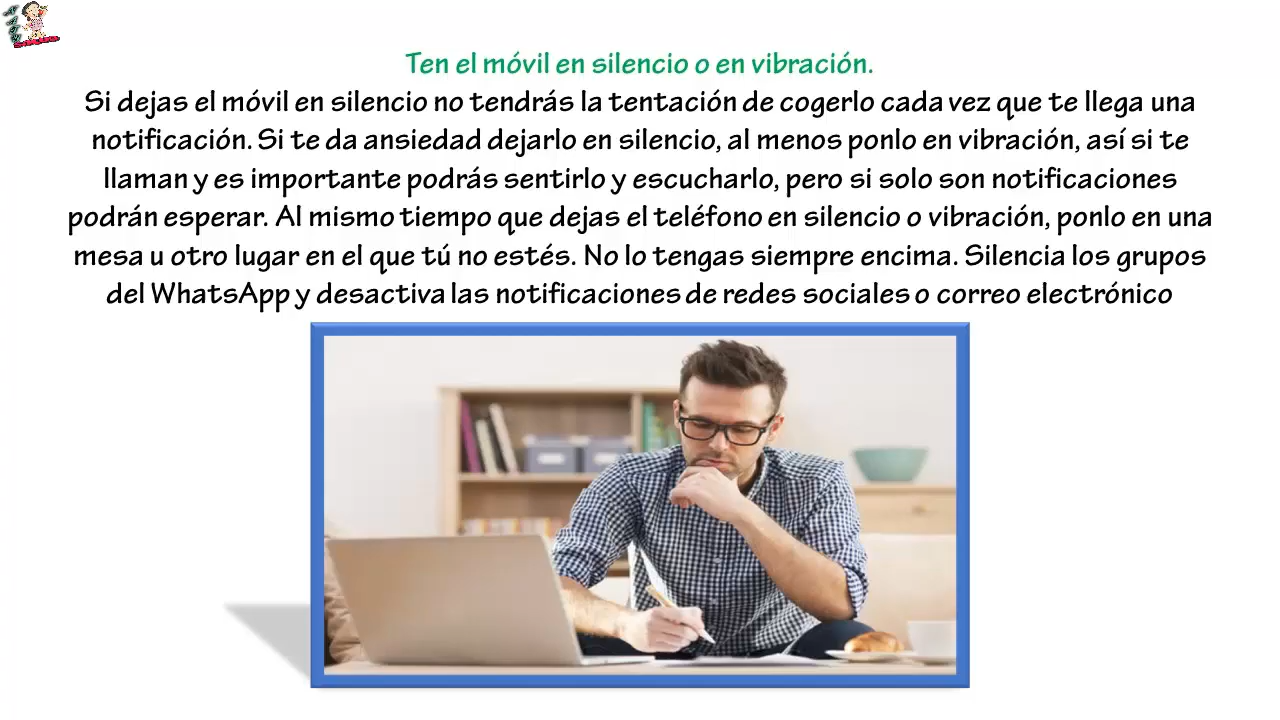 Ten el móvil en silencio o en vibración.
Si dejas el móvil en silencio no tendrás la tentación de cogerlo cada vez que te llega una
notificación. Si te da ansiedad dejarlo en silencio, al menos ponlo en vibración, así si te
llaman y es importante podrás sentirlo y escucharlo, pero si solo son notificaciones
podrán esperar. Al mismo tiempo que dejas el teléfono en silencio o vibración, ponlo en una
mesa u otro lugar en el que tú no estés. No lo tengas siempre encima. Silencia los grupos
del WhatsApp y desactiva las notificaciones de redes sociales o correo electrónico